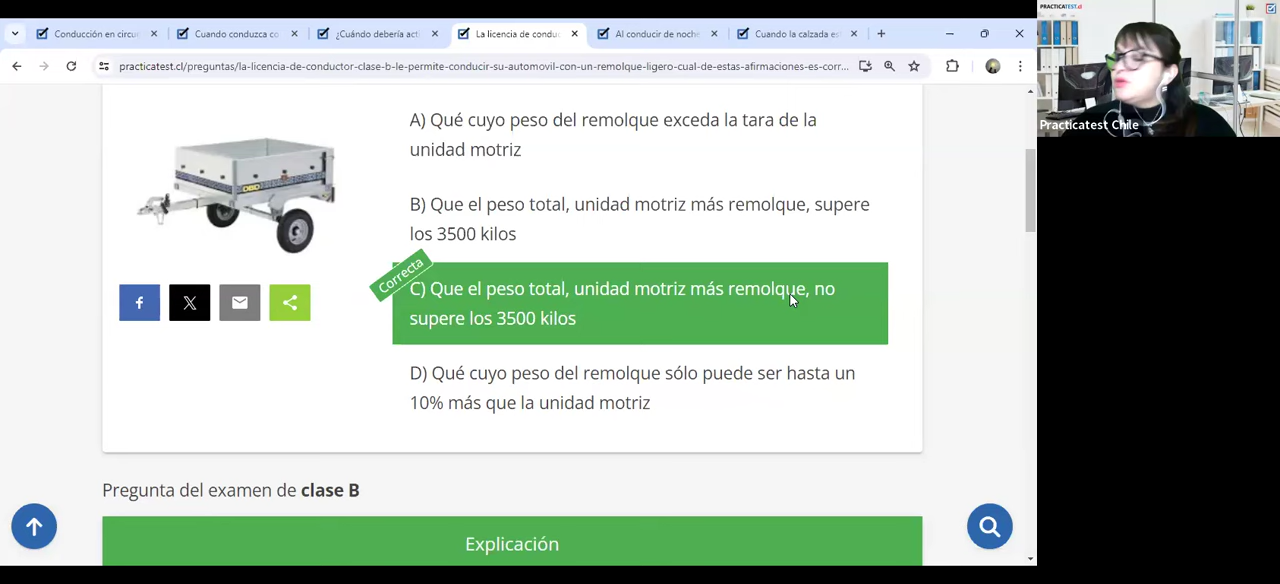 Conducción en circu
Cuando conduzca co
¿Cuándo debería act
La licencia de condu
Al conducir de noche
Cuando la calzada es
practicatest.cl/preguntas/la-licencia-de-conductor-clase-b-le-permite-conducir-su-automovil-con-un-remolque-ligero-cual-de-estas-afirmaciones-es-corr...
PRACTICATEST.cl
Practicatest Chile
A) Qué cuyo peso del remolque exceda la tara de la
unidad motriz
B) Que el peso total, unidad motriz más remolque, supere
los 3500 kilos
Correcta
C) Que el peso total, unidad motriz más remolque, no
supere los 3500 kilos
D) Qué cuyo peso del remolque sólo puede ser hasta un
10% más que la unidad motriz
Pregunta del examen de clase B
Explicación